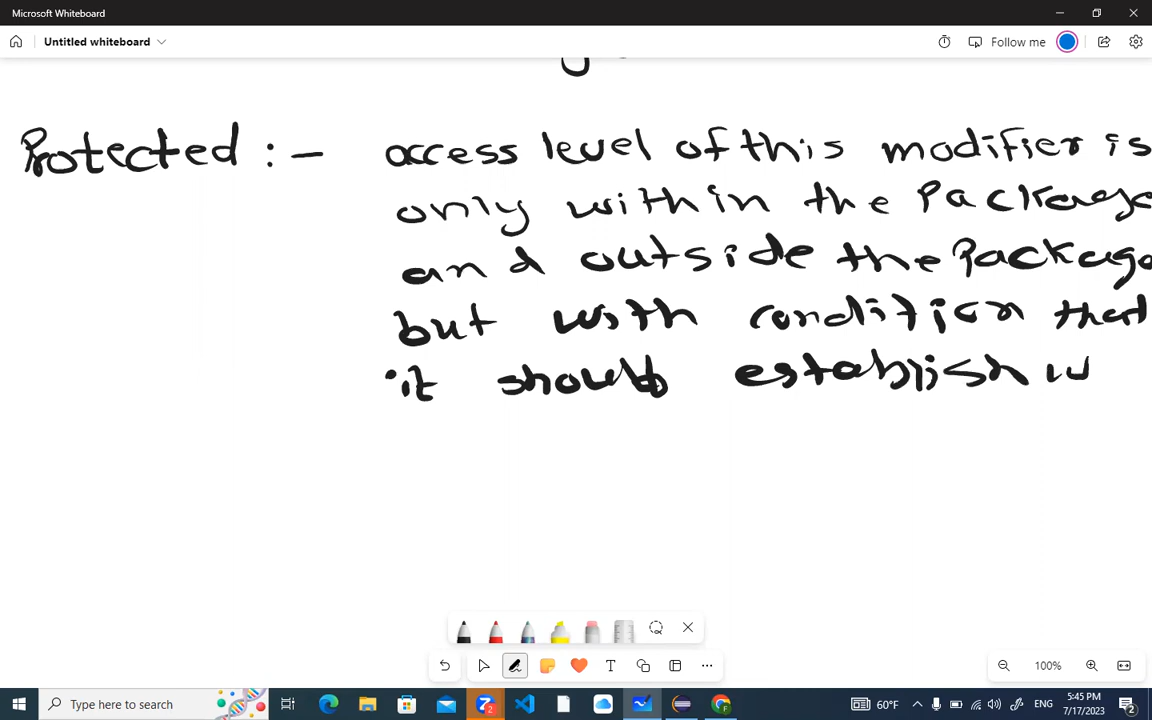 Microsoft Whiteboard
Untitled whiteboard
Follow me
Protected :- access level of this modifier is
only within the Package
and outside the Package
but with condition that
it should establish
100%
Type here to search
60°F
ENG
5:45 PM
7/17/2023
2